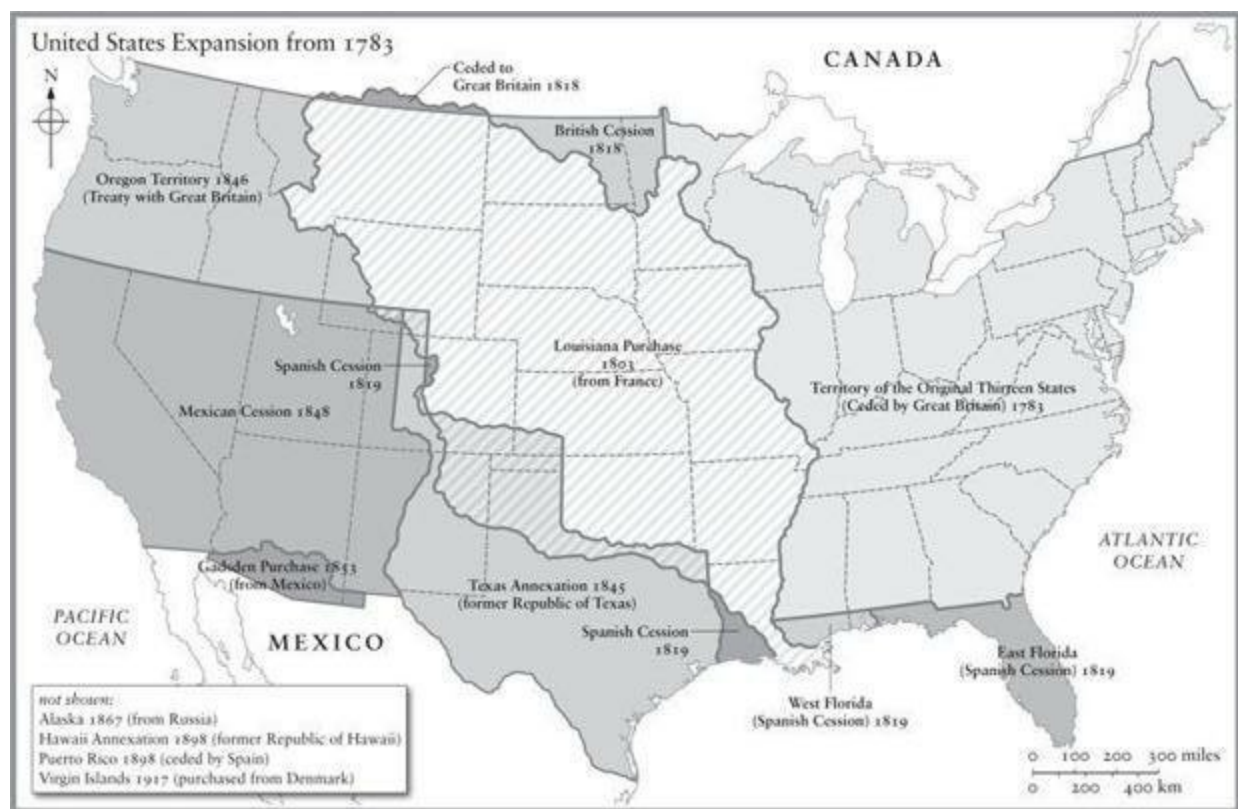 United States Expansion from 1783
N
CANADA
Ceded to
Great Britain 1818
British Cession
1818
Oregon Territory 1846
(Treaty with Great Britain)
Louisiana Purchase
1803
(from France)
Spanish Cession
1819
Mexican Cession 1848
Territory of the Original Thirteen States
(Ceded by Great Britain) 1783
ATLANTIC
OCEAN
Gadsden Purchase 1853
(from Mexico)
Texas Annexation 1845
(former Republic of Texas)
PACIFIC
OCEAN
MEXICO
Spanish Cession
1819
East Florida
(Spanish Cession) 1819
West Florida
(Spanish Cession) 1819
not shown:
Alaska 1867 (from Russia)
Hawaii Annexation 1898 (former Republic of Hawaii)
Puerto Rico 1898 (ceded by Spain)
Virgin Islands 1917 (purchased from Denmark)
0 100 200 300 miles
0 200 400 km